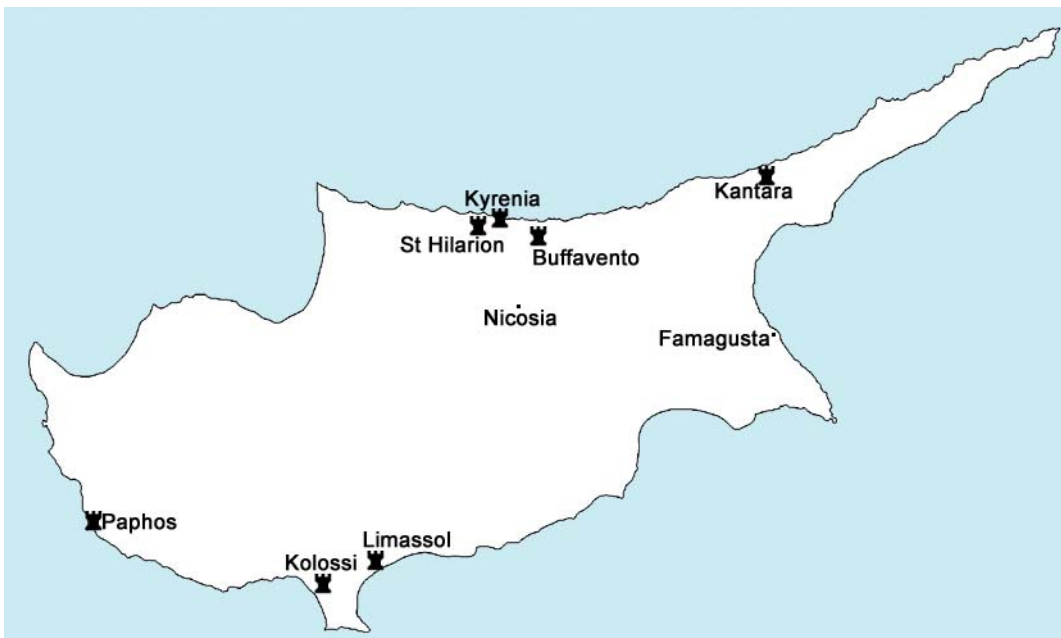 Kyrenia
Kantara
St Hilarion
Buffavento
Nicosia
Famagusta
Paphos
Limassol
Kolossi